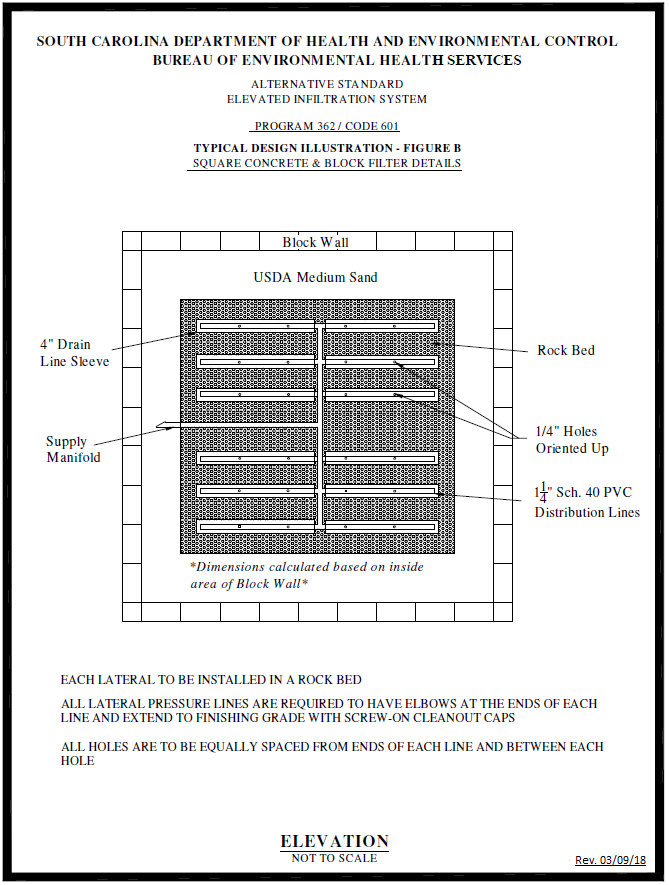 SOUTH CAROLINA DEPARTMENT OF HEALTH AND ENVIRONMENTAL CONTROL
BUREAU OF ENVIRONMENTAL HEALTH SERVICES
ALTERNATIVE STANDARD
ELEVATED INFILTRATION SYSTEM
PROGRAM 362 / CODE 601
TYPICAL DESIGN ILLUSTRATION - FIGURE B
SQUARE CONCRETE & BLOCK FILTER DETAILS
Block Wall
USDA Medium Sand
4" Drain
Line Sleeve
Rock Bed
Supply
Manifold
1/4" Holes
Oriented Up
1 1/4" Sch. 40 PVC
Distribution Lines
*Dimensions calculated based on inside
area of Block Wall*
EACH LATERAL TO BE INSTALLED IN A ROCK BED
ALL LATERAL PRESSURE LINES ARE REQUIRED TO HAVE ELBOWS AT THE ENDS OF EACH
LINE AND EXTEND TO FINISHING GRADE WITH SCREW-ON CLEANOUT CAPS
ALL HOLES ARE TO BE EQUALLY SPACED FROM ENDS OF EACH LINE AND BETWEEN EACH
HOLE
ELEVATION
NOT TO SCALE
Rev. 03/09/18